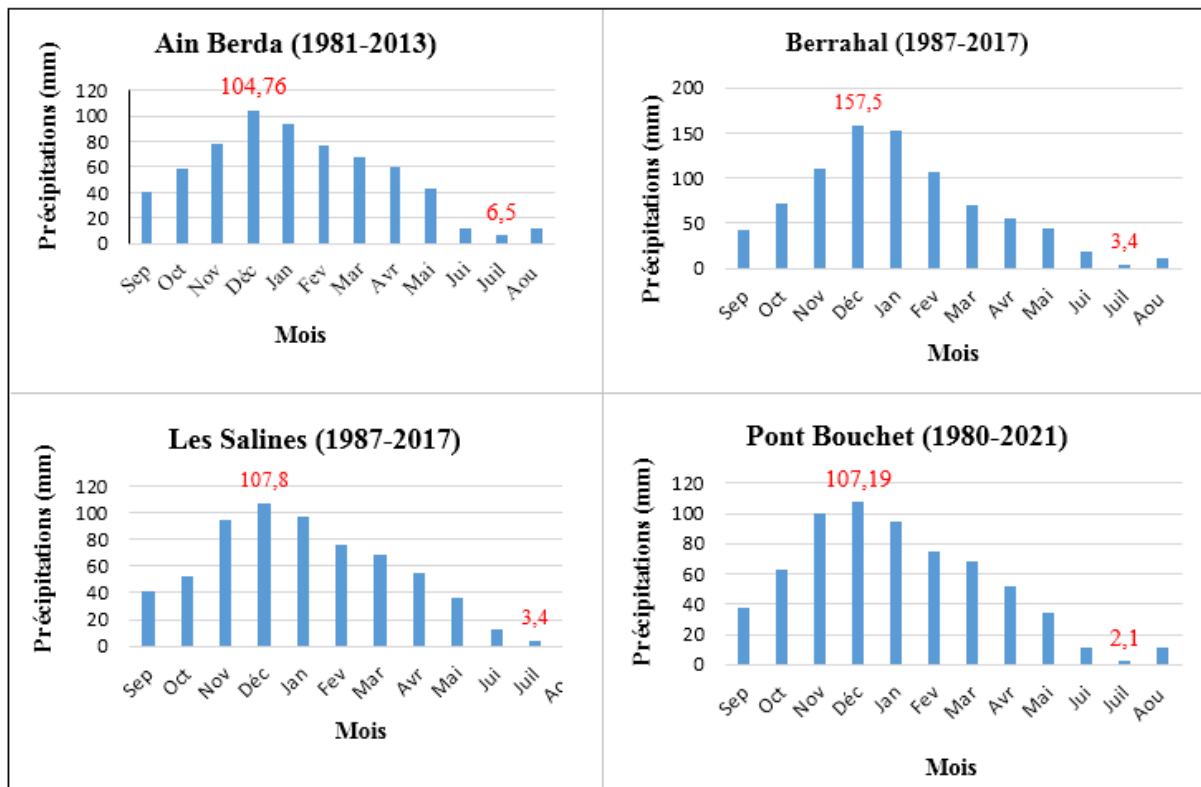 Ain Berda (1981-2013)
Précipitations (mm)
120
100
80
60
40
20
0
104,76
6,5
Sep Oct Nov Déc Jan Fev Mar Avr Mai Jui Juil Aou
Mois
Berrahal (1987-2017)
Précipitations (mm)
200
150
100
50
0
157,5
3,4
Sep Oct Nov Déc Jan Fev Mar Avr Mai Jui Juil Aou
Mois
Les Salines (1987-2017)
Précipitations (mm)
120
100
80
60
40
20
0
107,8
3,4
Sep Oct Nov Déc Jan Fev Mar Avr Mai Jui Juil
Mois
Pont Bouchet (1980-2021)
Précipitations (mm)
120
100
80
60
40
20
0
107,19
2,1
Sep Oct Nov Déc Jan Fev Mar Avr Mai Jui Juil Aou
Mois